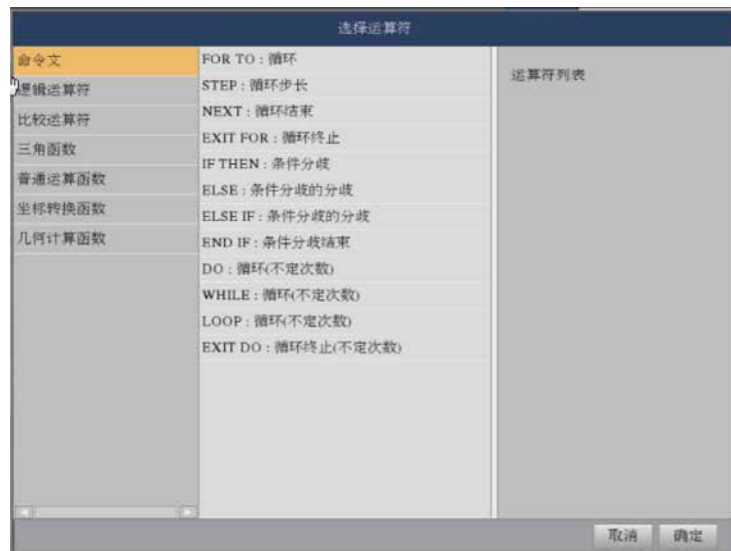 选择运算符
命令文
逻辑运算符
比较运算符
三角函数
普通运算函数
坐标转换函数
几何计算函数
FOR TO : 循环
STEP : 循环步长
NEXT : 循环结束
EXIT FOR : 循环终止
IF THEN : 条件分歧
ELSE : 条件分歧的分歧
ELSE IF : 条件分歧的分歧
END IF : 条件分歧结束
DO : 循环(不定次数)
WHILE : 循环(不定次数)
LOOP : 循环(不定次数)
EXIT DO : 循环终止(不定次数)
运算符列表
取消
确定